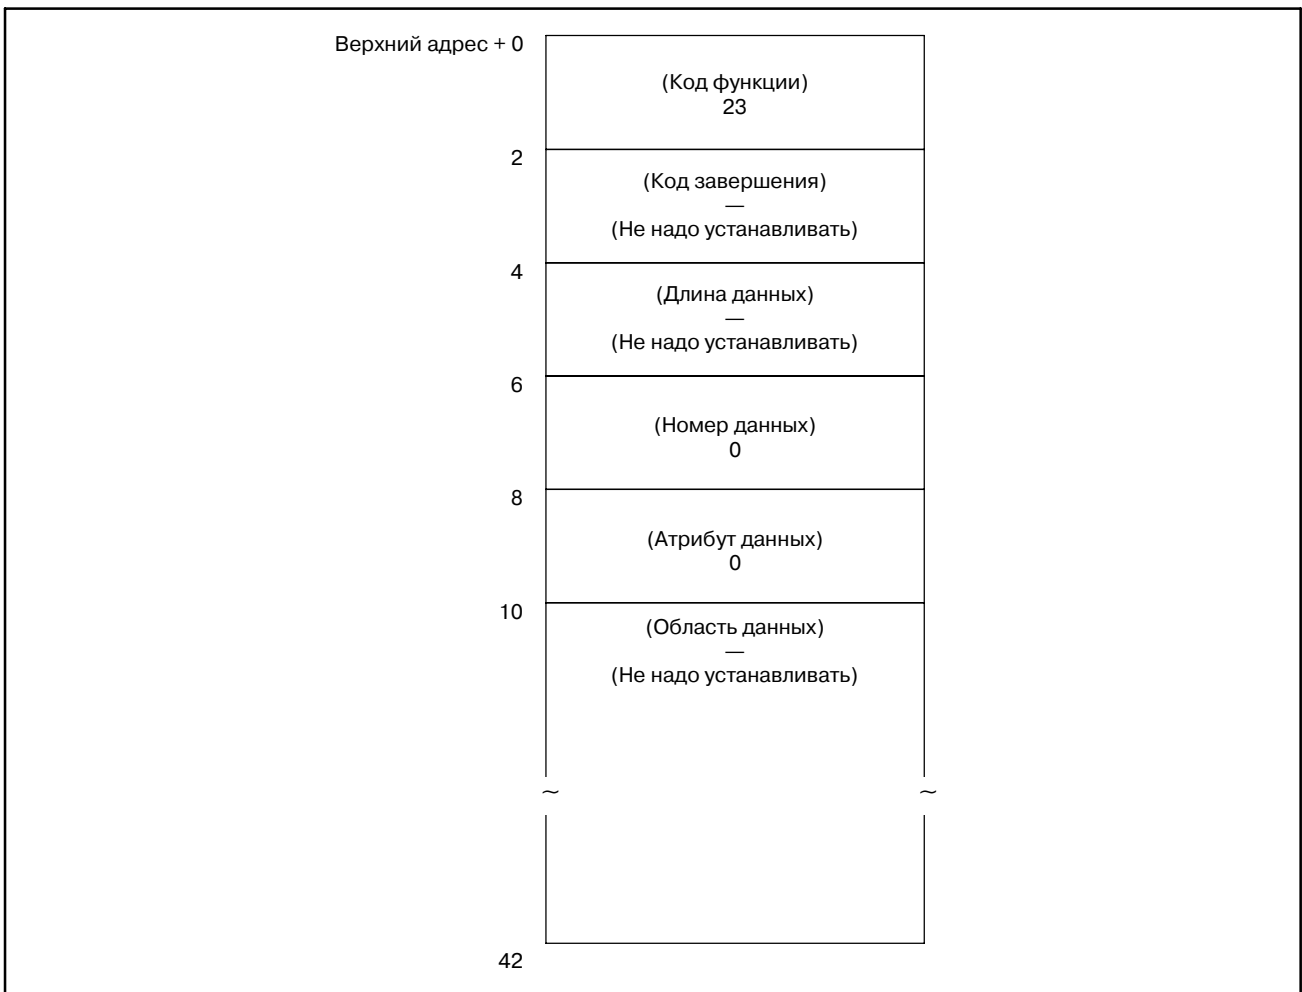 Верхний адрес + 0
(Код функции)
23
2
(Код завершения)
—
(Не надо устанавливать)
4
(Длина данных)
—
(Не надо устанавливать)
6
(Номер данных)
0
8
(Атрибут данных)
0
10
(Область данных)
—
(Не надо устанавливать)
~ ~
42